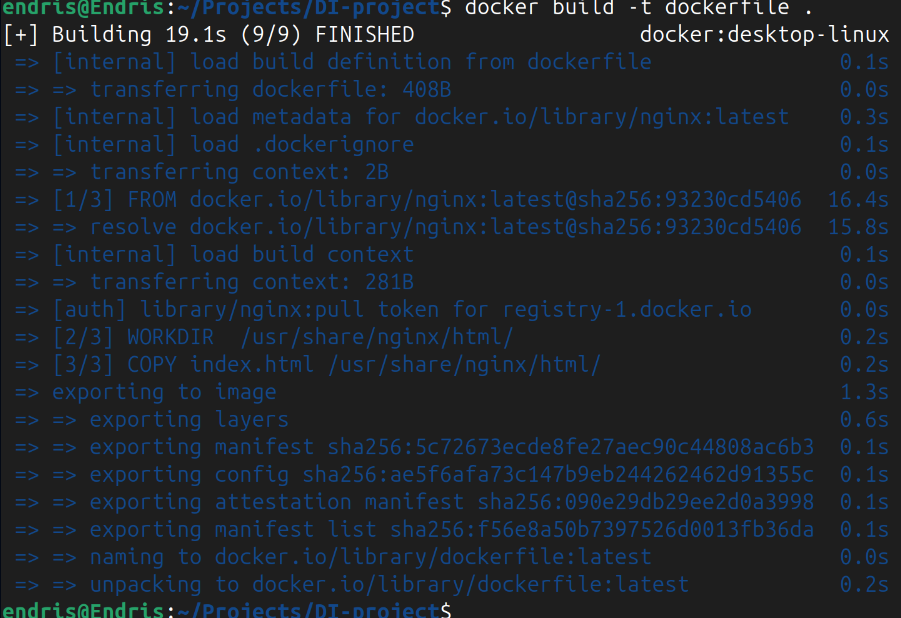 endris@Endris:~/Projects/DI-project$ docker build -t dockerfile .
[+] Building 19.1s (9/9) FINISHED docker:desktop-linux
=> [internal] load build definition from dockerfile 0.1s
=> => transferring dockerfile: 408B 0.0s
=> [internal] load metadata for docker.io/library/nginx:latest 0.3s
=> [internal] load .dockerignore 0.1s
=> => transferring context: 2B 0.0s
=> [1/3] FROM docker.io/library/nginx:latest@sha256:93230cd5406 16.4s
=> => resolve docker.io/library/nginx:latest@sha256:93230cd5406 15.8s
=> [internal] load build context 0.1s
=> => transferring context: 281B 0.0s
=> [auth] library/nginx:pull token for registry-1.docker.io 0.0s
=> [2/3] WORKDIR /usr/share/nginx/html/ 0.2s
=> [3/3] COPY index.html /usr/share/nginx/html/ 0.2s
=> exporting to image 1.3s
=> => exporting layers 0.6s
=> => exporting manifest sha256:5c72673ecde8fe27aec90c44808ac6b3 0.1s
=> => exporting config sha256:ae5f6afa73c147b9eb244262462d91355c 0.1s
=> => exporting attestation manifest sha256:090e29db29ee2d0a3998 0.1s
=> => exporting manifest list sha256:f56e8a50b7397526d0013fb36da 0.1s
=> => naming to docker.io/library/dockerfile:latest 0.0s
=> => unpacking to docker.io/library/dockerfile:latest 0.2s
endris@Endris:~/Projects/DI-project$